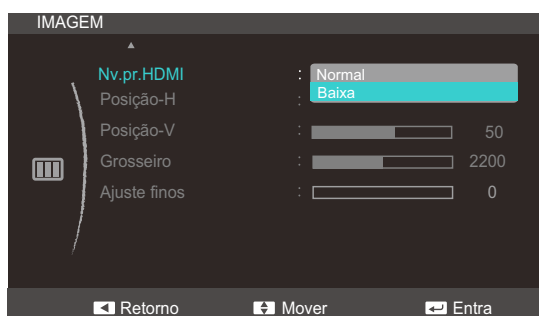 IMAGEM
Nv.pr.HDMI : Normal
Baixa
Posição-H :
Posição-V : 50
Grosseiro : 2200
Ajuste finos : 0
Retorno Mover Entra